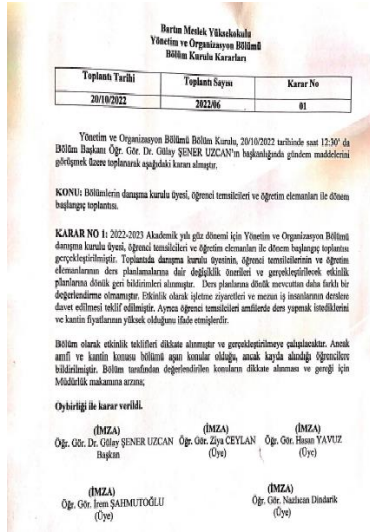 Bartın Meslek Yüksekokulu
Yönetim ve Organizasyon Bölümü
Bölüm Kurulu Kararları
Toplantı Tarihi Toplantı Sayısı Karar No
20/10/2022 2022/06 01
Yönetim ve Organizasyon Bölümü Bölüm Kurulu, 20/10/2022 tarihinde saat 12:30' da
Bölüm Başkanı Öğr. Gör. Dr. Gülay ŞENER UZCAN'ın başkanlığında gündem maddelerini
görüşmek üzere toplanarak aşağıdaki kararı almıştır.
KONU: Bölümlerin danışma kurulu üyesi, öğrenci temsilcileri ve öğretim elemanları ile dönem
başlangıç toplantısı.
KARAR NO 1: 2022-2023 Akademik yılı güz dönemi için Yönetim ve Organizasyon Bölümü
danışma kurulu üyesi, öğrenci temsilcileri ve öğretim elemanları ile dönem başlangıç toplantısı
gerçekleştirilmiştir. Toplantıda danışma kurulu üyesinin, öğrenci temsilcilerinin ve öğretim
elemanlarının ders planlamalarına dair değişiklik önerileri ve gerçekleştirilecek etkinlik
planlarına dönük geri bildirimleri alınmıştır. Ders planlarına dönük mevcuttan daha farklı bir
değerlendirme olmamıştır. Etkinlik olarak işletme ziyaretleri ve mezun iş insanlarının derslere
davet edilmesi teklif edilmiştir. Ayrıca öğrenci temsilcileri amfilerde ders yapmak istediklerini
ve kantin fiyatlarının yüksek olduğunu ifade etmişlerdir.
Bölüm olarak etkinlik teklifleri dikkate alınmıştır ve gerçekleştirilmeye çalışılacaktır. Ancak
amfi ve kantin konusu bölümü aşan konular olduğu, ancak kayda alındığı öğrencilere
bildirilmiştir. Bölüm tarafından değerlendirilen konuların dikkate alınması ve gereği için
Müdürlük makamına arzına;
Oybirliği ile karar verildi.
(İMZA) (İMZA) (İMZA)
Öğr. Gör. Dr. Gülay ŞENER UZCAN Öğr. Gör. Ziya CEYLAN Öğr. Gör. Hasan YAVUZ
Başkan (Üye) (Üye)
(İMZA) (İMZA)
Öğr. Gör. İrem ŞAHMUTOĞLU Öğr. Gör. Nazlıcan Dindarik
(Üye) (Üye)